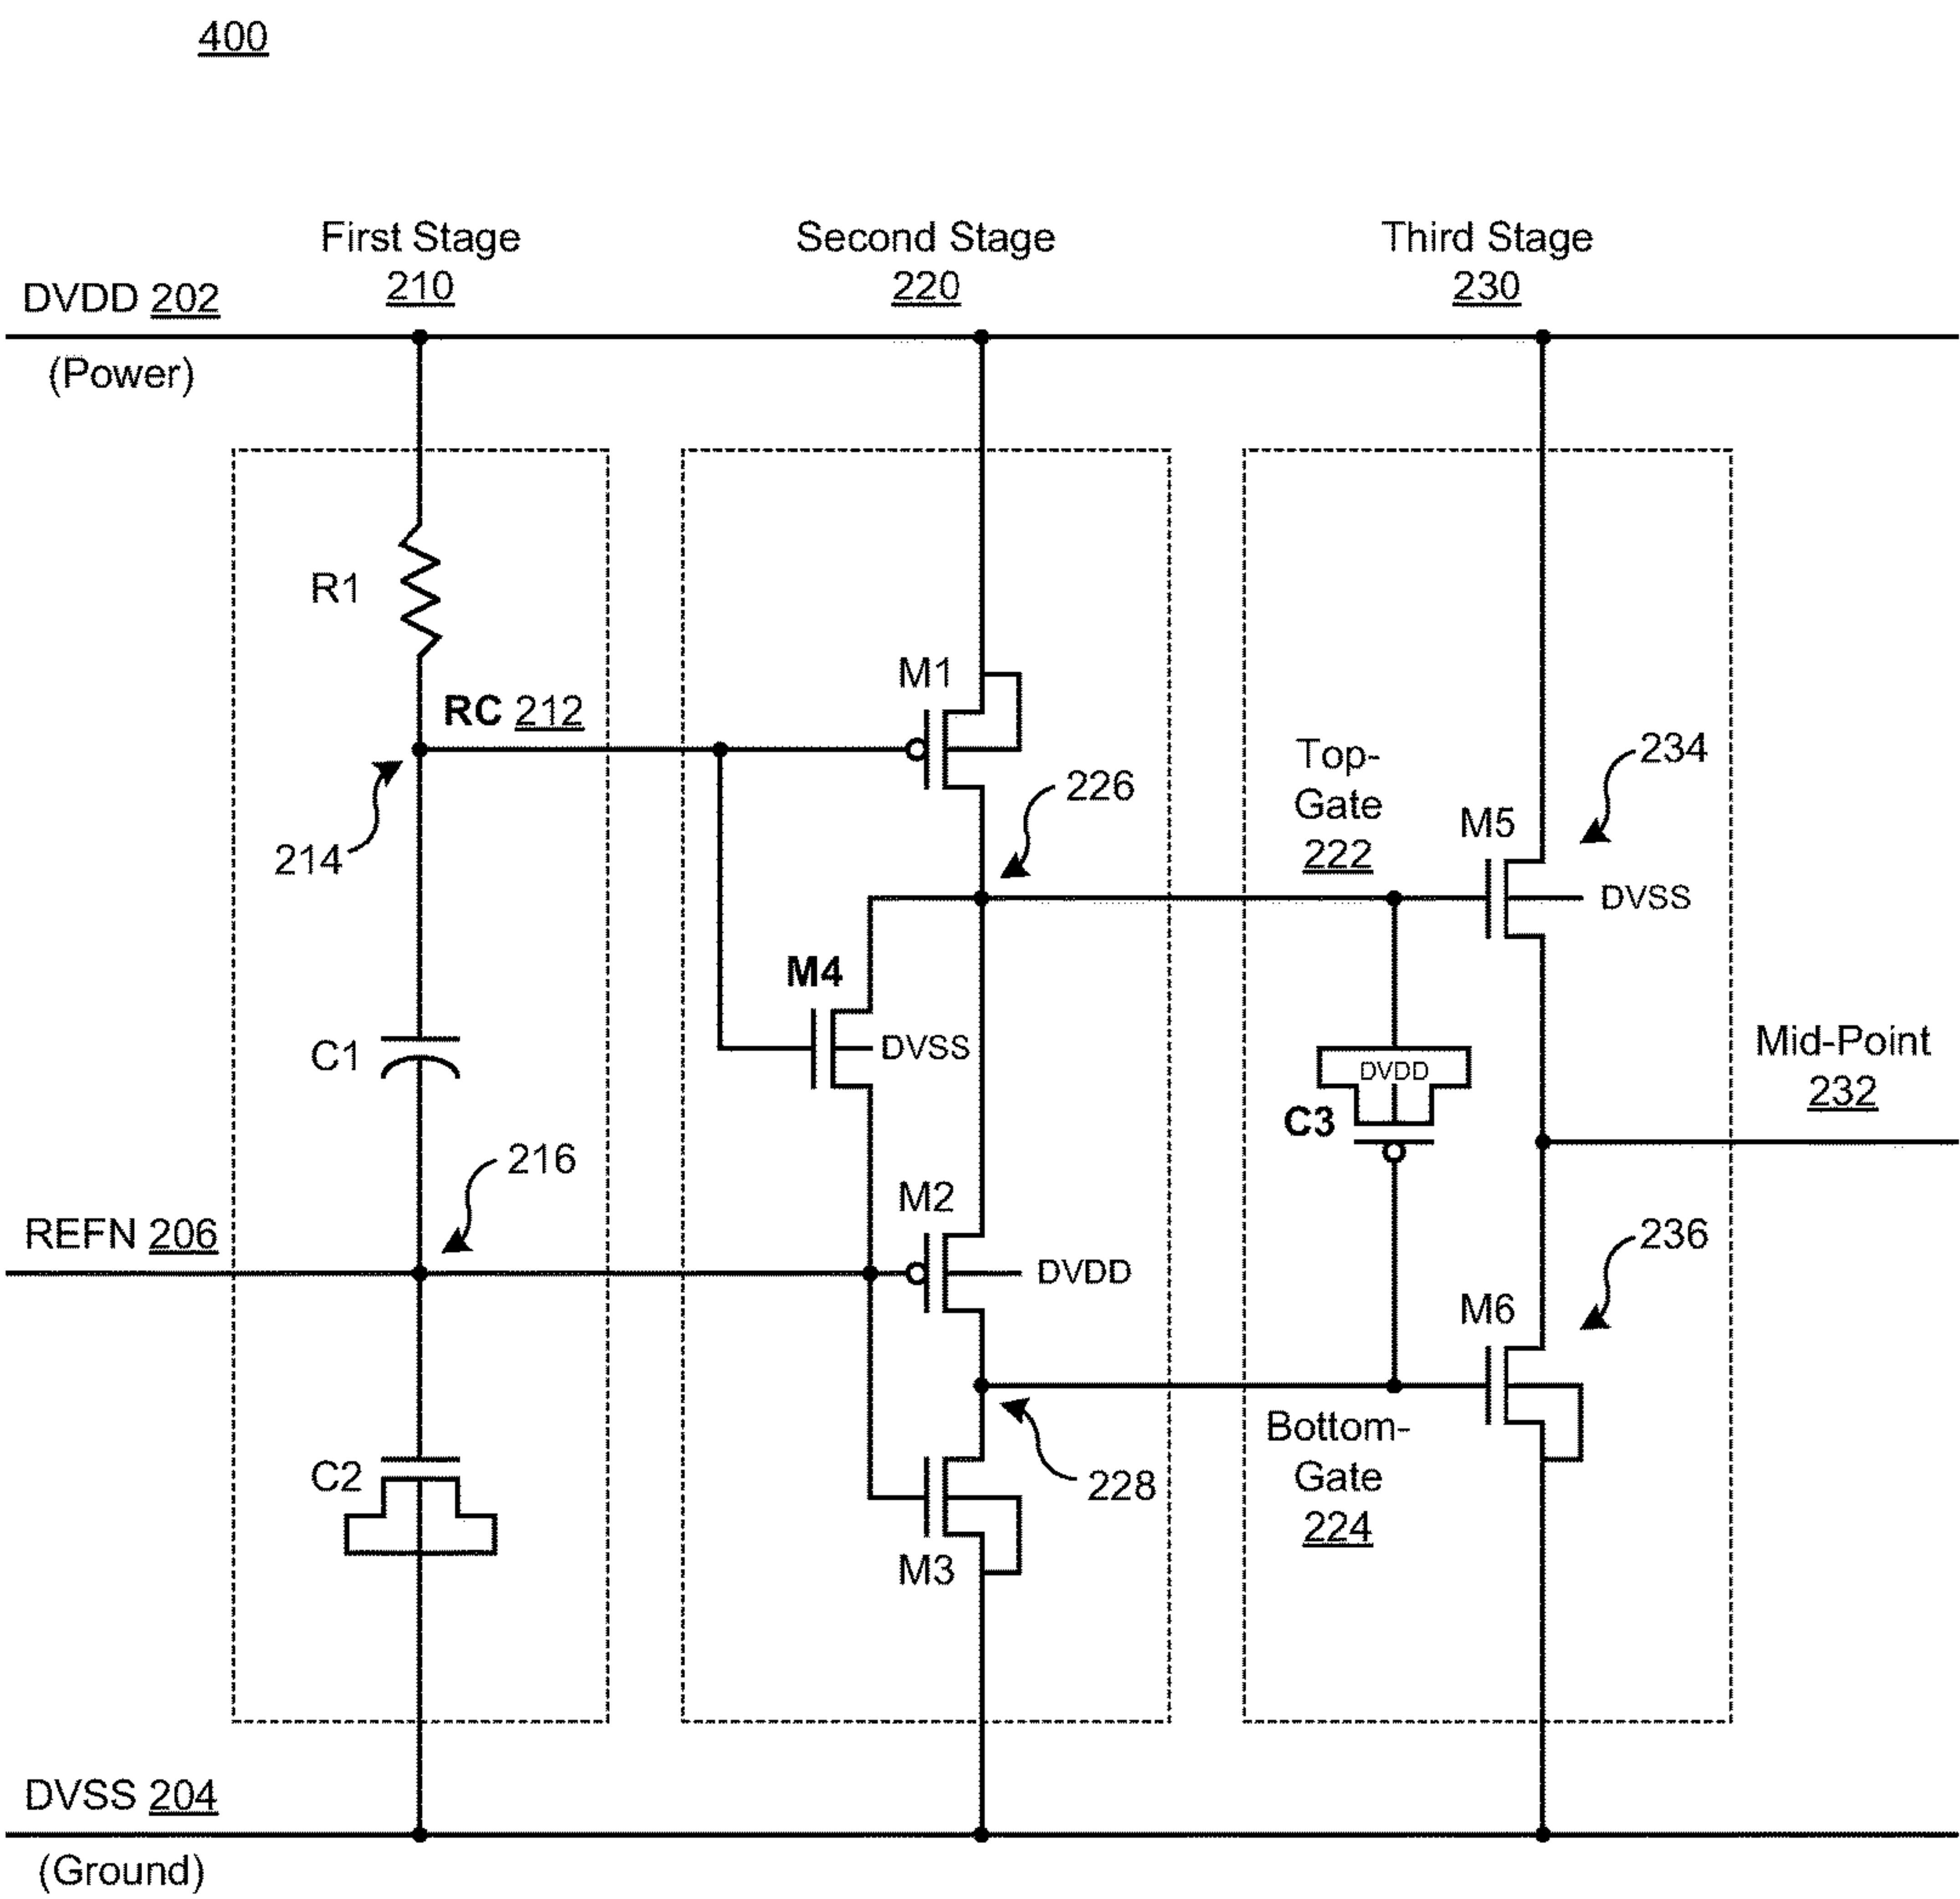 400
First Stage
210
Second Stage
220
Third Stage
230
DVDD 202
(Power)
R1
RC 212
214
C1
216
REFN 206
C2
DVSS 204
(Ground)
M1
226
M4
DVSS
M2
DVDD
228
M3
Top-
Gate
222
M5
234
DVSS
DVDD
C3
Mid-Point
232
M6
236
Bottom-
Gate
224